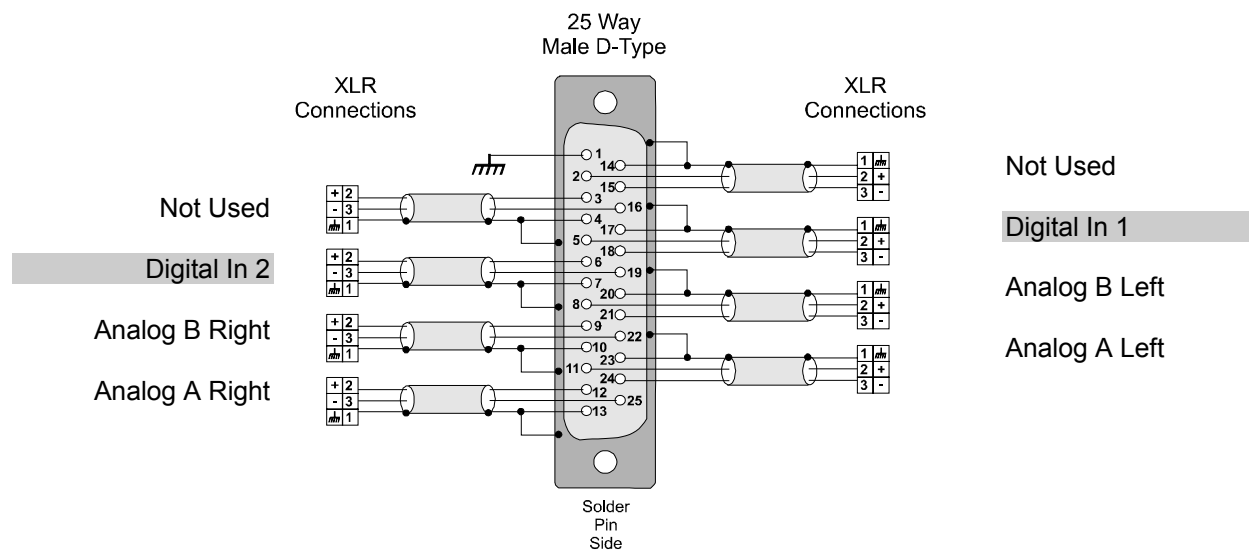 25 Way
Male D-Type
XLR
Connections
XLR
Connections
1
14
2
15
3
16
4
17
5
18
6
19
7
20
8
21
9
22
10
23
11
24
12
25
13
+ 2
- 3
1
Not Used
+ 2
- 3
1
Digital In 2
+ 2
- 3
1
Analog B Right
+ 2
- 3
1
Analog A Right
1
2 +
3 -
Not Used
1
2 +
3 -
Digital In 1
1
2 +
3 -
Analog B Left
1
2 +
3 -
Analog A Left
Solder
Pin
Side